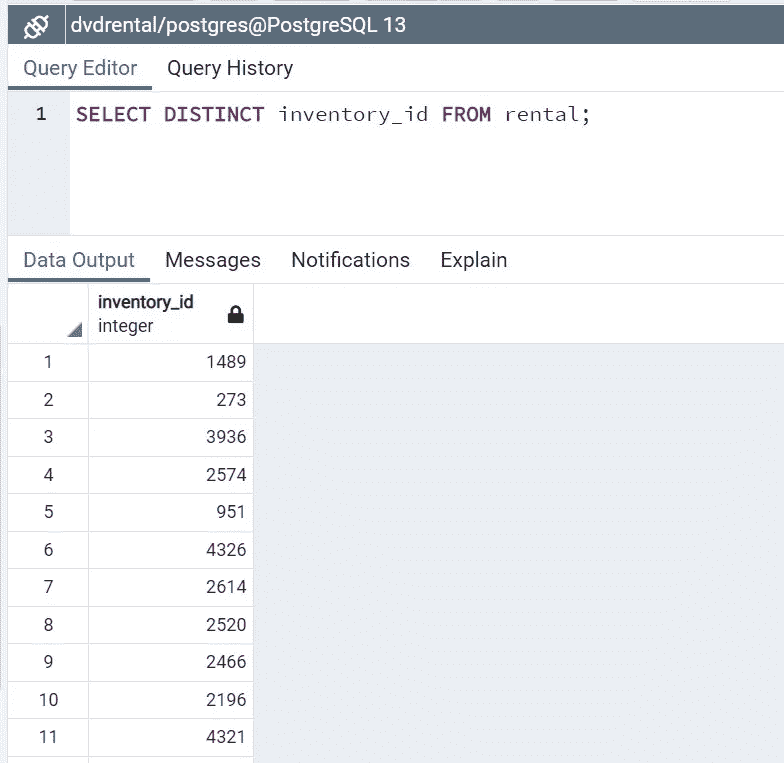 dvdrental/postgres@PostgreSQL 13
Query Editor Query History
1 SELECT DISTINCT inventory_id FROM rental;
Data Output Messages Notifications Explain
inventory_id
integer
1 1489
2 273
3 3936
4 2574
5 951
6 4326
7 2614
8 2520
9 2466
10 2196
11 4321